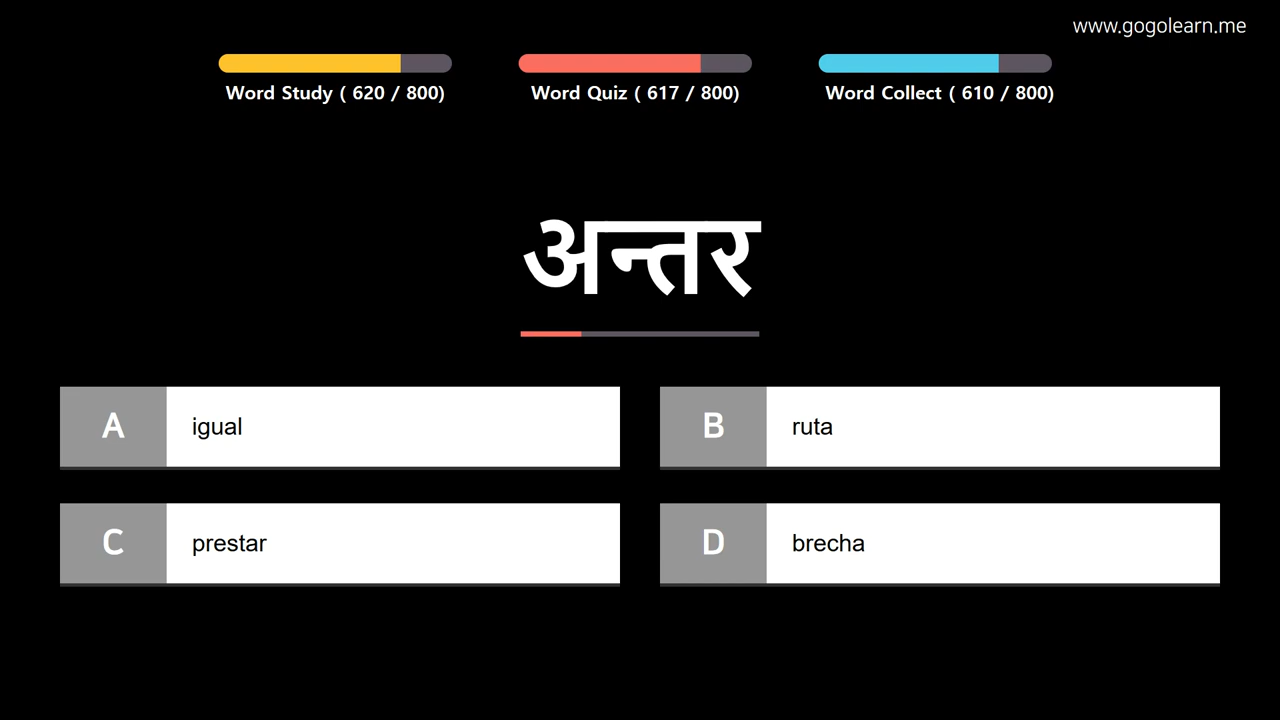 www.gogolearn.me
Word Study ( 620 / 800)
Word Quiz ( 617 / 800)
Word Collect ( 610 / 800)
अन्तर
A igual
B ruta
C prestar
D brecha